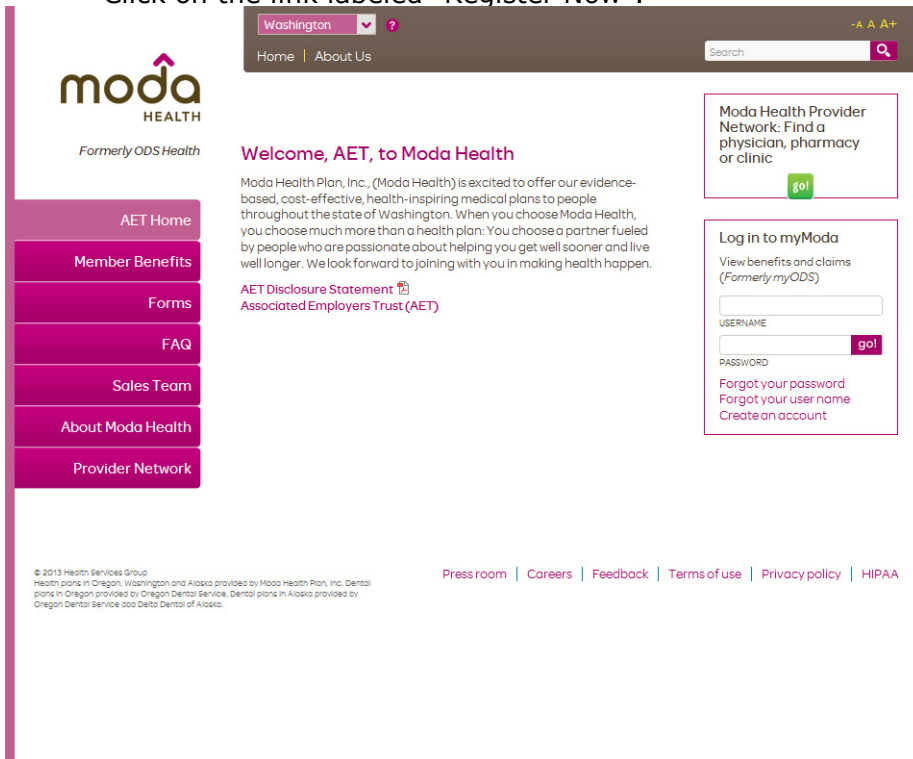 Click on the link labeled "Register Now".
Washington
?
-A A A+
Home | About Us
Search
moda
HEALTH
Formerly ODS Health
AET Home
Member Benefits
Forms
FAQ
Sales Team
About Moda Health
Provider Network
Welcome, AET, to Moda Health
Moda Health Plan, Inc., (Moda Health) is excited to offer our evidence-
based, cost-effective, health-inspiring medical plans to people
throughout the state of Washington. When you choose Moda Health,
you choose much more than a health plan: You choose a partner fueled
by people who are passionate about helping you get well sooner and live
well longer. We look forward to joining with you in making health happen.
AET Disclosure Statement
Associated Employers Trust (AET)
Moda Health Provider
Network: Find a
physician, pharmacy
or clinic
go!
Log in to myModa
View benefits and claims
(Formerly myODS)
USERNAME
go!
PASSWORD
Forgot your password
Forgot your user name
Create an account
© 2013 Health Services Group
Health plans in Oregon, Washington and Alaska provided by Moda Health Plan, Inc. Dental
plans in Oregon provided by Oregon Dental Service. Dental plans in Alaska provided by
Oregon Dental Service dba Delta Dental of Alaska.
Press room | Careers | Feedback | Terms of use | Privacy policy | HIPAA